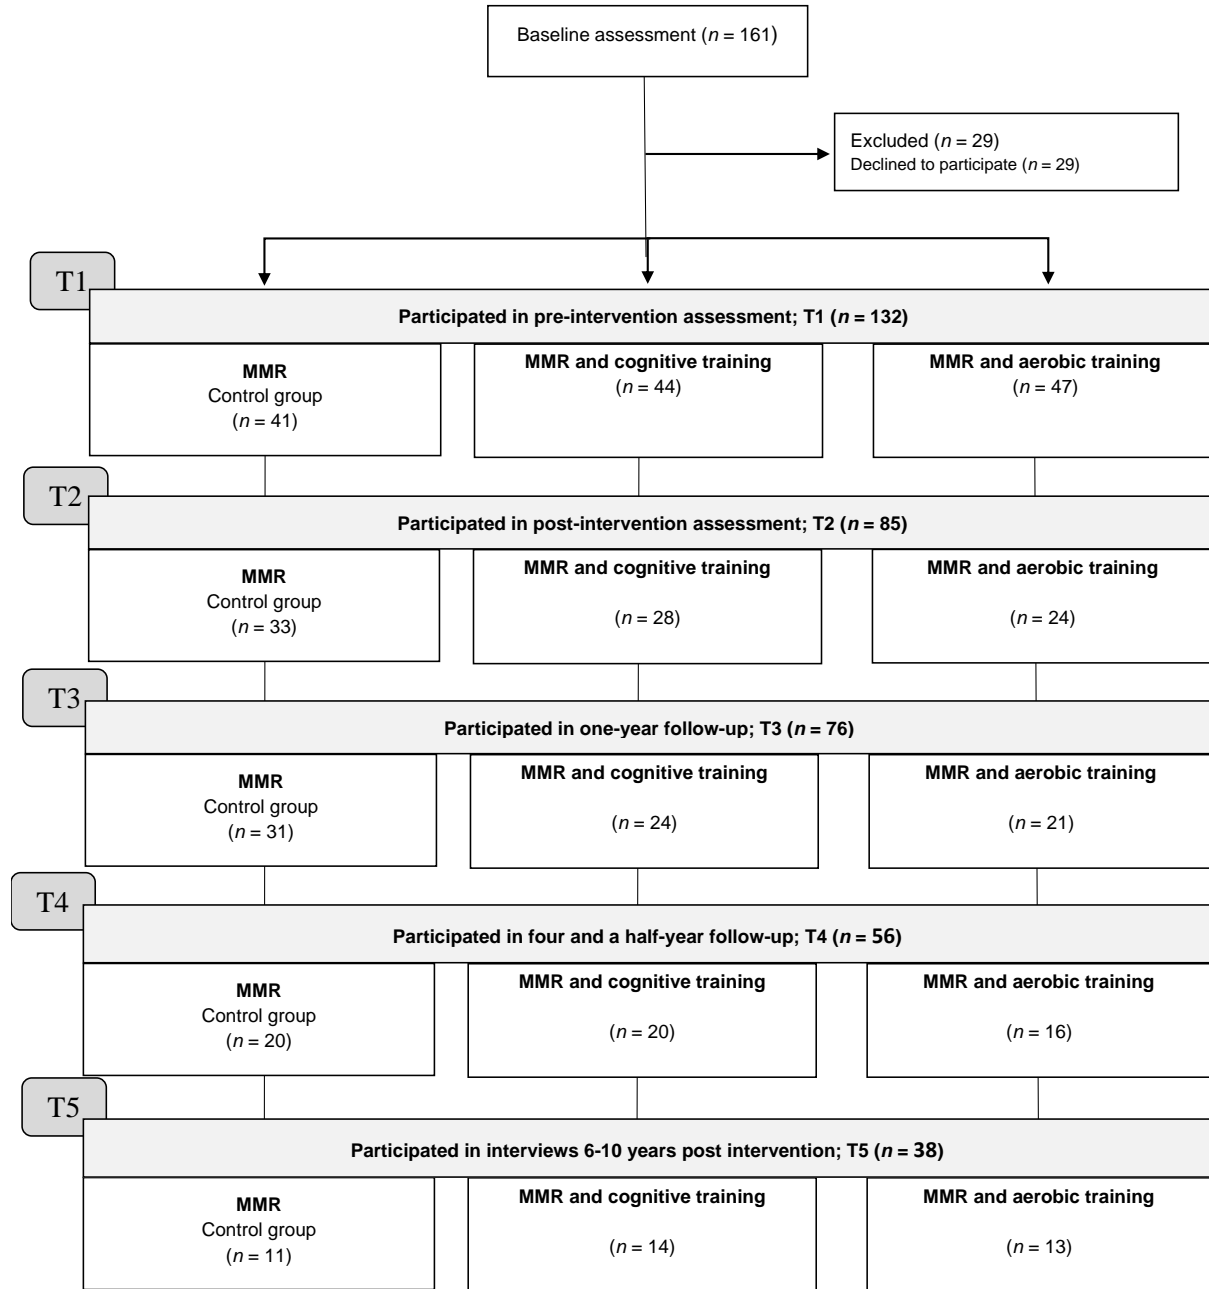 Baseline assessment (n = 161)
Excluded (n = 29)
Declined to participate (n = 29)
T1
Participated in pre-intervention assessment; T1 (n = 132)
MMR
Control group
(n = 41)
MMR and cognitive training
(n = 44)
MMR and aerobic training
(n = 47)
T2
Participated in post-intervention assessment; T2 (n = 85)
MMR
Control group
(n = 33)
MMR and cognitive training
(n = 28)
MMR and aerobic training
(n = 24)
T3
Participated in one-year follow-up; T3 (n = 76)
MMR
Control group
(n = 31)
MMR and cognitive training
(n = 24)
MMR and aerobic training
(n = 21)
T4
Participated in four and a half-year follow-up; T4 (n = 56)
MMR
Control group
(n = 20)
MMR and cognitive training
(n = 20)
MMR and aerobic training
(n = 16)
T5
Participated in interviews 6-10 years post intervention; T5 (n = 38)
MMR
Control group
(n = 11)
MMR and cognitive training
(n = 14)
MMR and aerobic training
(n = 13)